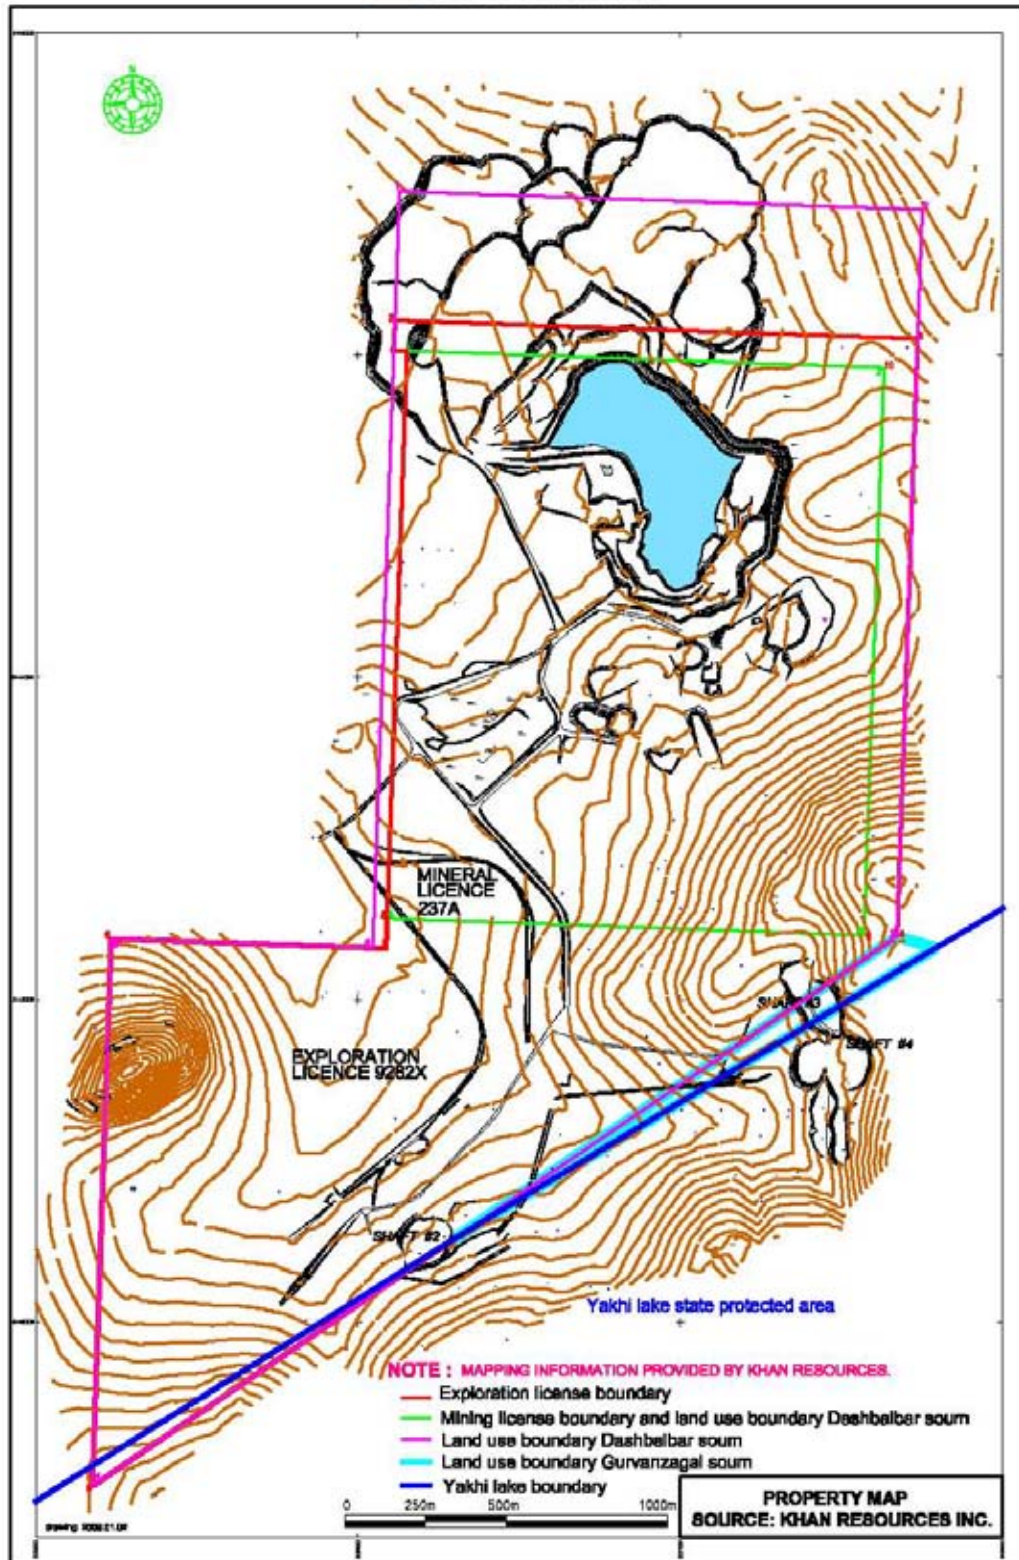 N
MINERAL
LICENCE
237A
SHAFT #3
SHAFT #4
EXPLORATION
LICENCE 9282X
SHAFT #2
Yakhi lake state protected area
NOTE : MAPPING INFORMATION PROVIDED BY KHAN RESOURCES.
Exploration license boundary
Mining license boundary and land use boundary Dashbalbar soum
Land use boundary Dashbalbar soum
Land use boundary Gurvanzagal soum
Yakhi lake boundary
0 250m 500m 1000m
PROPERTY MAP
SOURCE: KHAN RESOURCES INC.